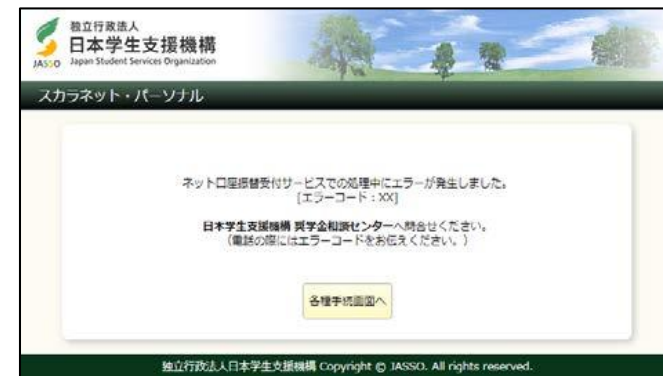 独立行政法人
日本学生支援機構
JASSO Japan Student Services Organization
スカラネット・パーソナル
ネット口座振替受付サービスでの処理中にエラーが発生しました。
[エラーコード：XX]
日本学生支援機構 奨学金相談センターへ問合せください。
（電話の際にはエラーコードをお伝えください。）
各種手続画面へ
独立行政法人日本学生支援機構 Copyright © JASSO. All rights reserved.